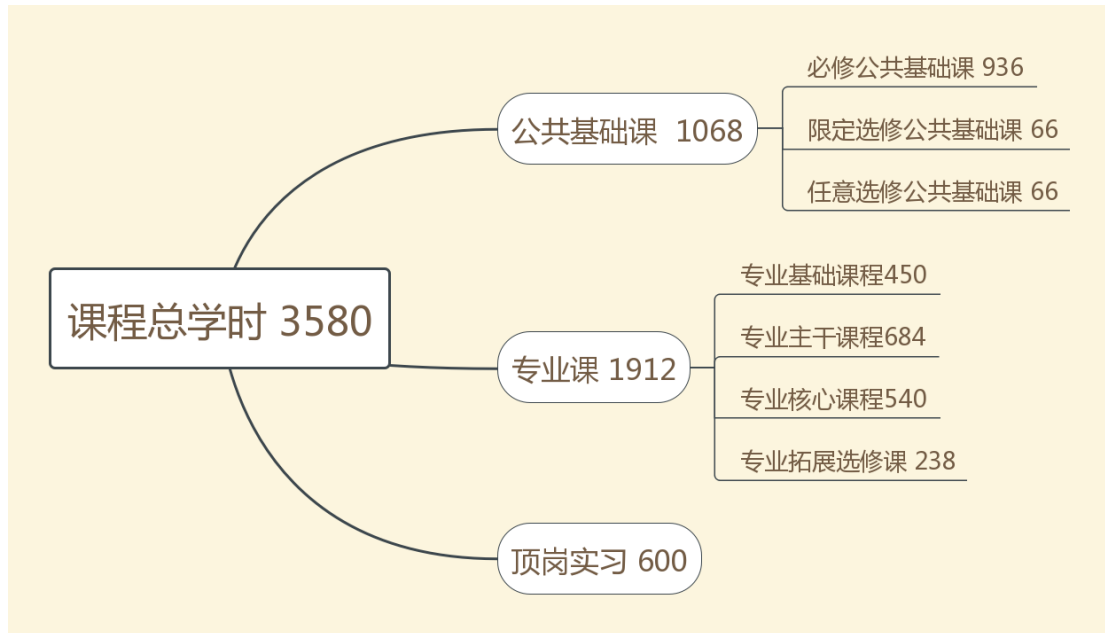 课程总学时 3580
公共基础课 1068
必修公共基础课 936
限定选修公共基础课 66
任意选修公共基础课 66
专业课 1912
专业基础课程450
专业主干课程684
专业核心课程540
专业拓展选修课 238
顶岗实习 600